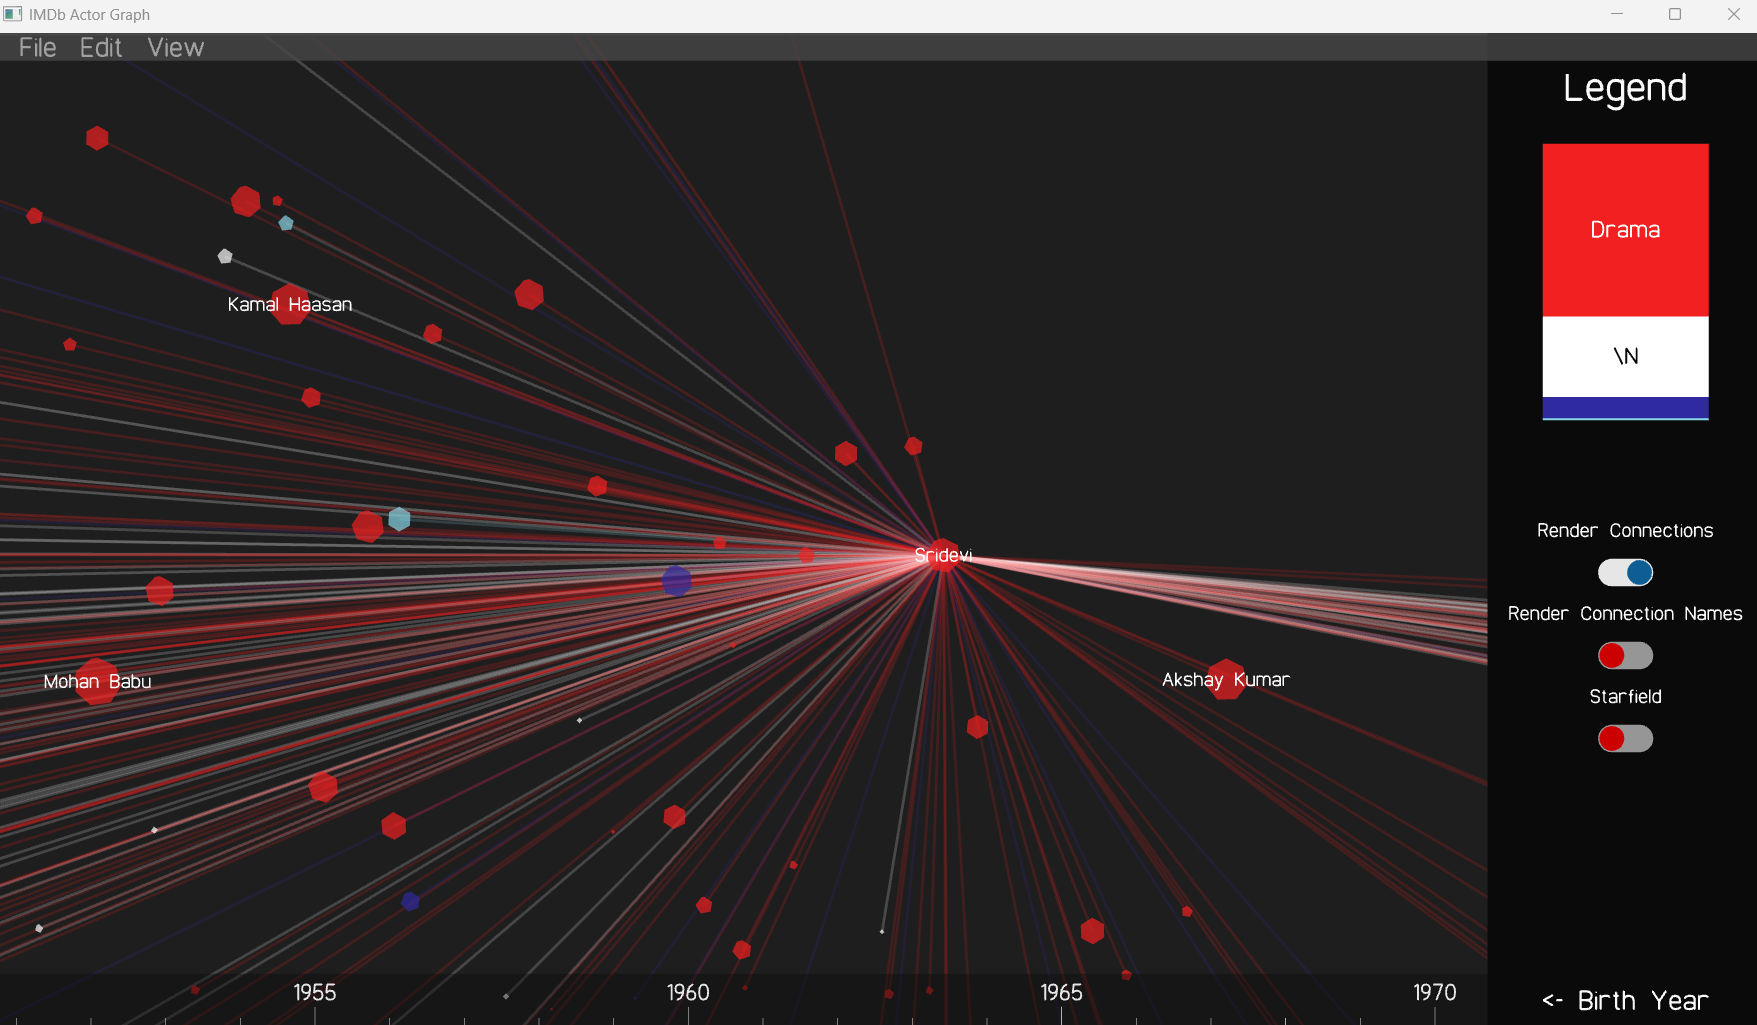 IMDb Actor Graph
File Edit View
Legend
Drama
\N
Kamal Haasan
Render Connections
Sridevi
Render Connection Names
Mohan Babu
Akshay Kumar
Starfield
1955
1960
1965
1970
<- Birth Year